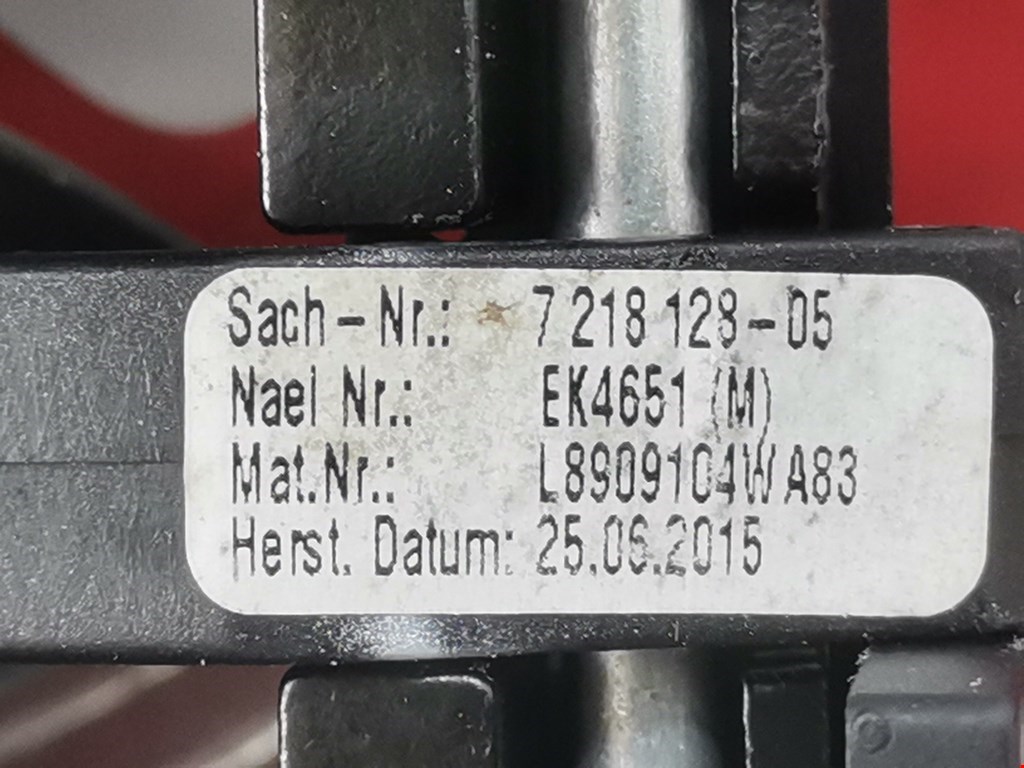 Sach-Nr.: 7 218 128-05
Nael Nr.: EK4651 (M)
Mat.Nr.: L8909104WA83
Herst. Datum: 25.06.2015